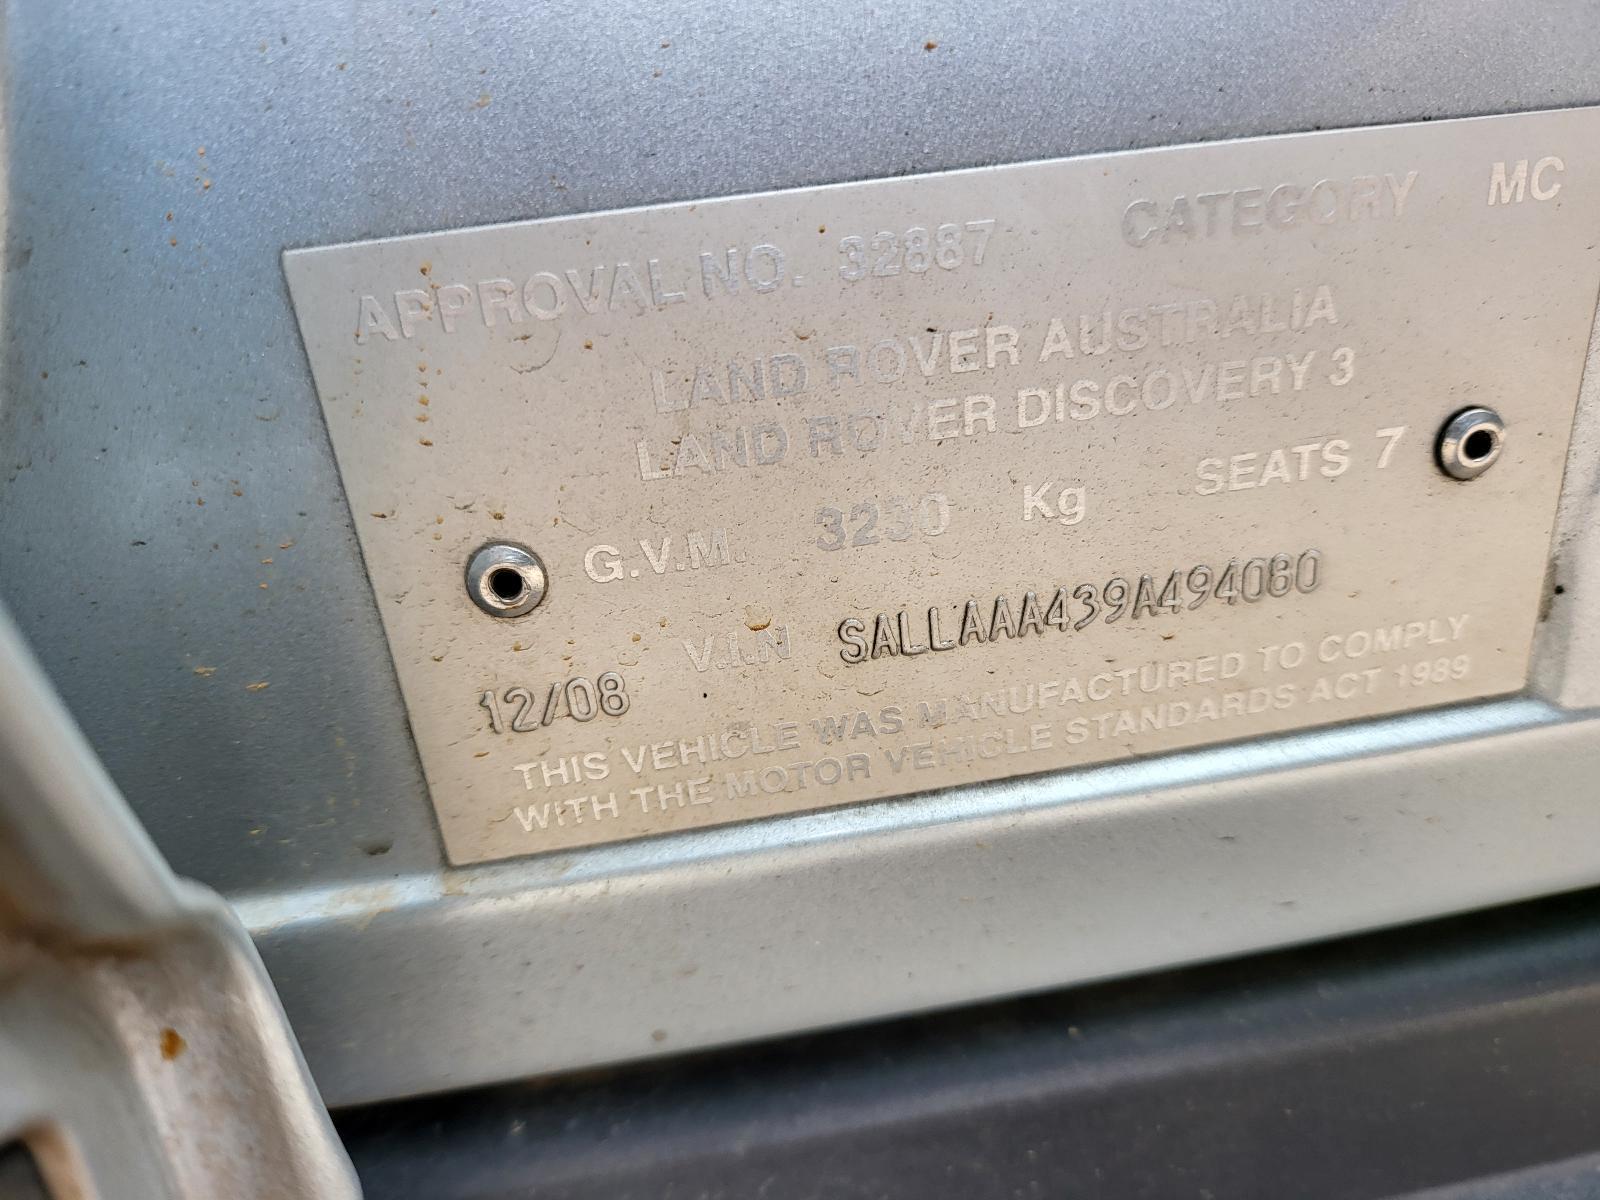 APPROVAL NO. 32887 CATEGORY MC
LAND ROVER AUSTRALIA
LAND ROVER DISCOVERY 3
G.V.M. 3230 Kg SEATS 7
12/08 V.I.N SALLAAA439A494080
THIS VEHICLE WAS MANUFACTURED TO COMPLY
WITH THE MOTOR VEHICLE STANDARDS ACT 1989